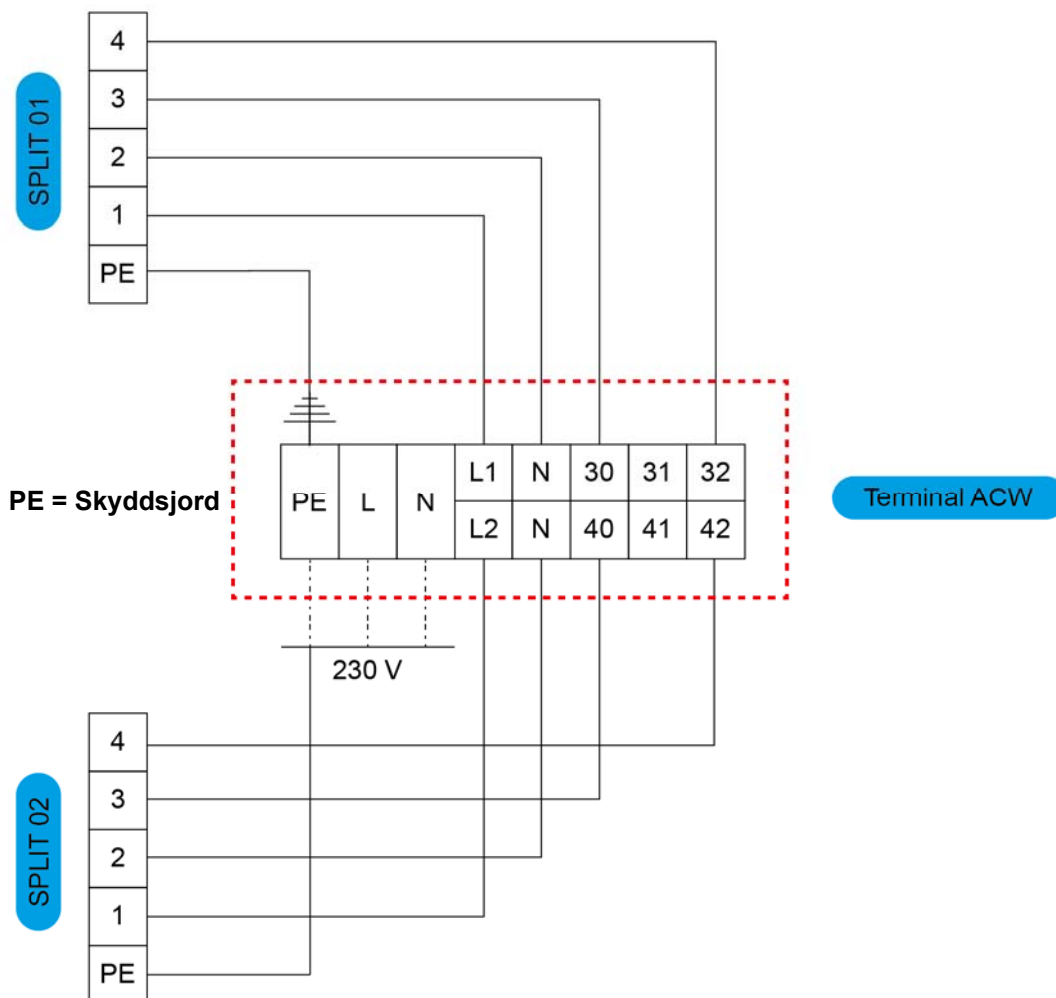 SPLIT 01
4
3
2
1
PE
PE = Skyddsjord
PE L N L1 N 30 31 32
L2 N 40 41 42
Terminal ACW
230 V
SPLIT 02
4
3
2
1
PE